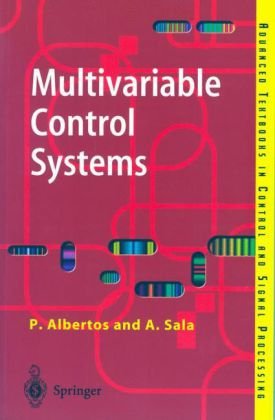 Multivariable
Control
Systems
P. Albertos and A. Sala
Springer
ADVANCED TEXTBOOKS IN CONTROL AND SIGNAL PROCESSING